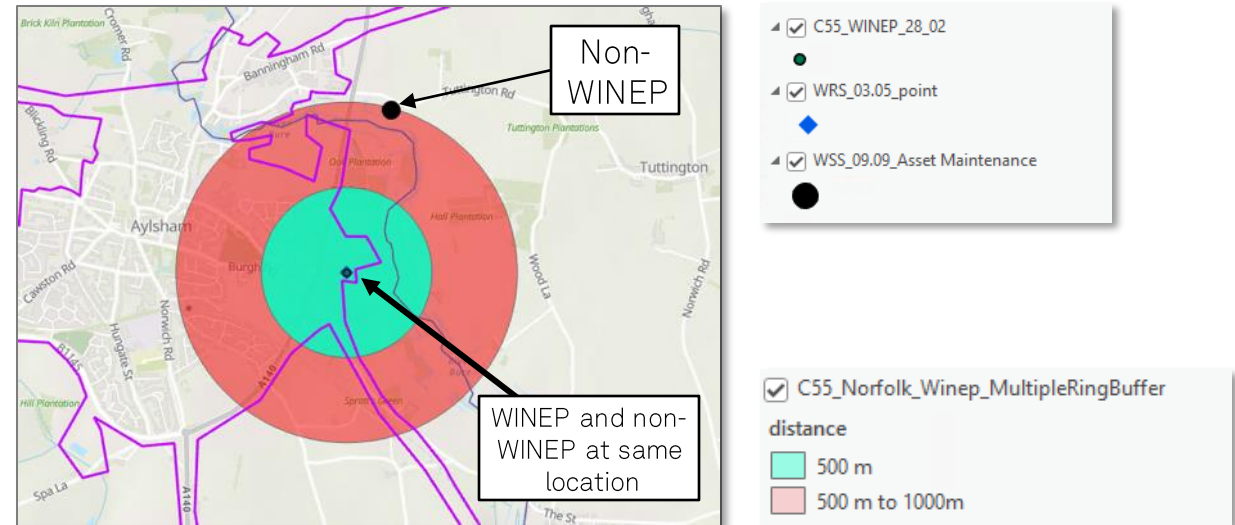 Brick Kiln Plantation
Cromer Rd
Banningham Rd
Non-
WINEP
Tuttington Rd
Blickling Rd
Bure
Tuttington Plantations
Oak Plantation
Tuttington
Hall Plantation
Aylsham
Burgh
Wood La
Cawston Rd
Norwich Rd
Norwich Rd
Hungate St
B1145
A140
Hill Plantation
Spratt's Green
Bure
WINEP and non-
WINEP at same
location
Spa La
A140
The St
C55_WINEP_28_02
WRS_03.05_point
WSS_09.09_Asset Maintenance
C55_Norfolk_Winep_MultipleRingBuffer
distance
500 m
500 m to 1000m